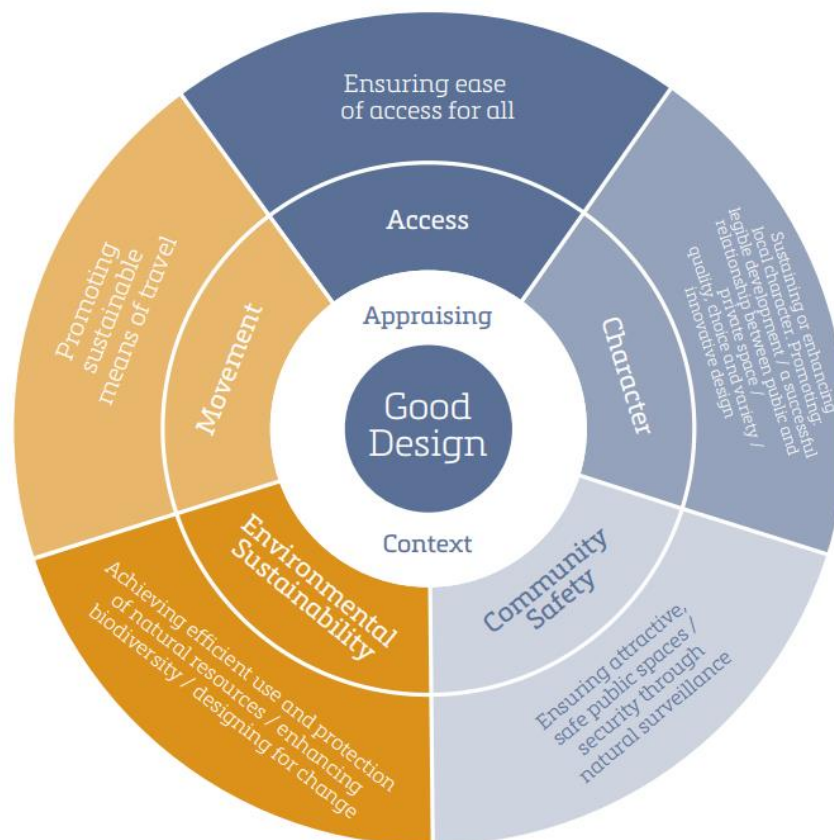 Ensuring ease
of access for all
Access
Sustaining or enhancing
local character. Promoting:
legible development / a successful
relationship between public and
private space /
quality, choice and variety /
innovative design
Character
Ensuring attractive,
safe public spaces /
security through
natural surveillance
Community
Safety
Achieving efficient use and protection
of natural resources / enhancing
biodiversity / designing for change
Environmental
Sustainability
Promoting
sustainable
means of travel
Movement
Appraising
Good
Design
Context